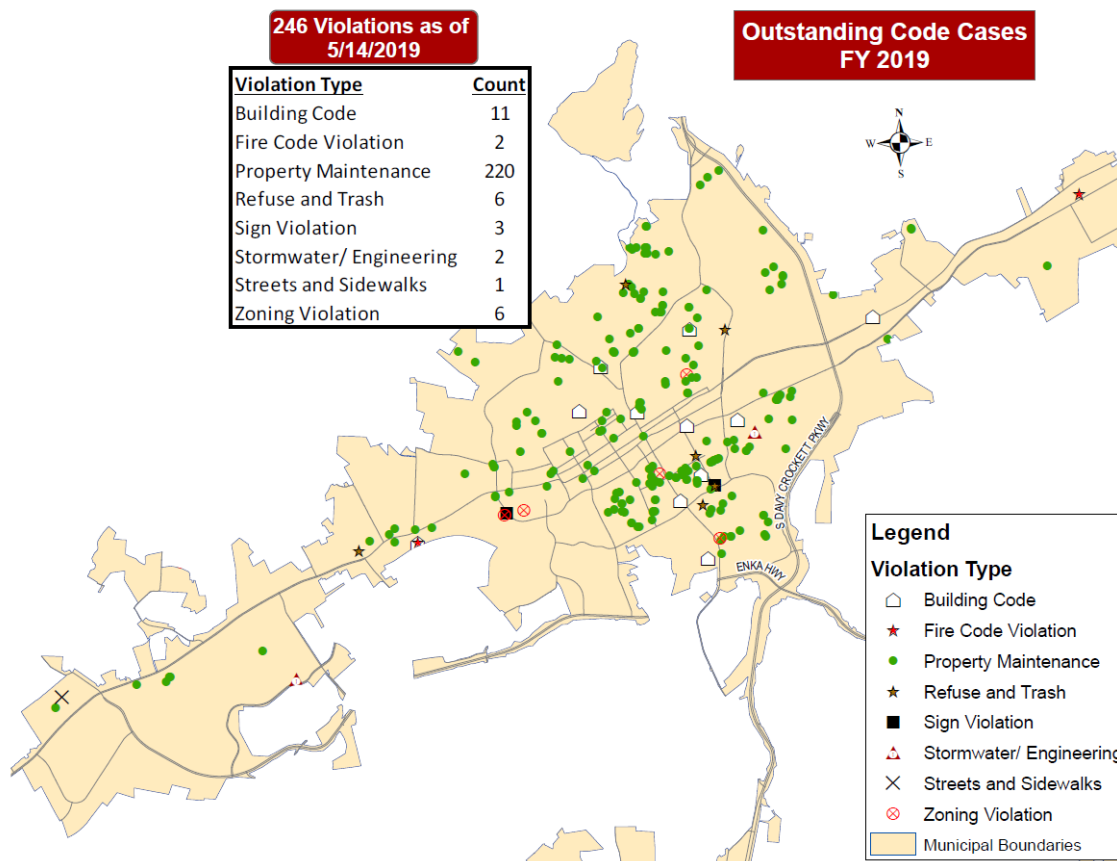 246 Violations as of
5/14/2019
Outstanding Code Cases
FY 2019
Violation Type Count
Building Code 11
Fire Code Violation 2
Property Maintenance 220
Refuse and Trash 6
Sign Violation 3
Stormwater/ Engineering 2
Streets and Sidewalks 1
Zoning Violation 6
N
W E
S
S DAVY CROCKETT PKWY
ENKA HWY
Legend
Violation Type
Building Code
Fire Code Violation
Property Maintenance
Refuse and Trash
Sign Violation
Stormwater/ Engineering
Streets and Sidewalks
Zoning Violation
Municipal Boundaries